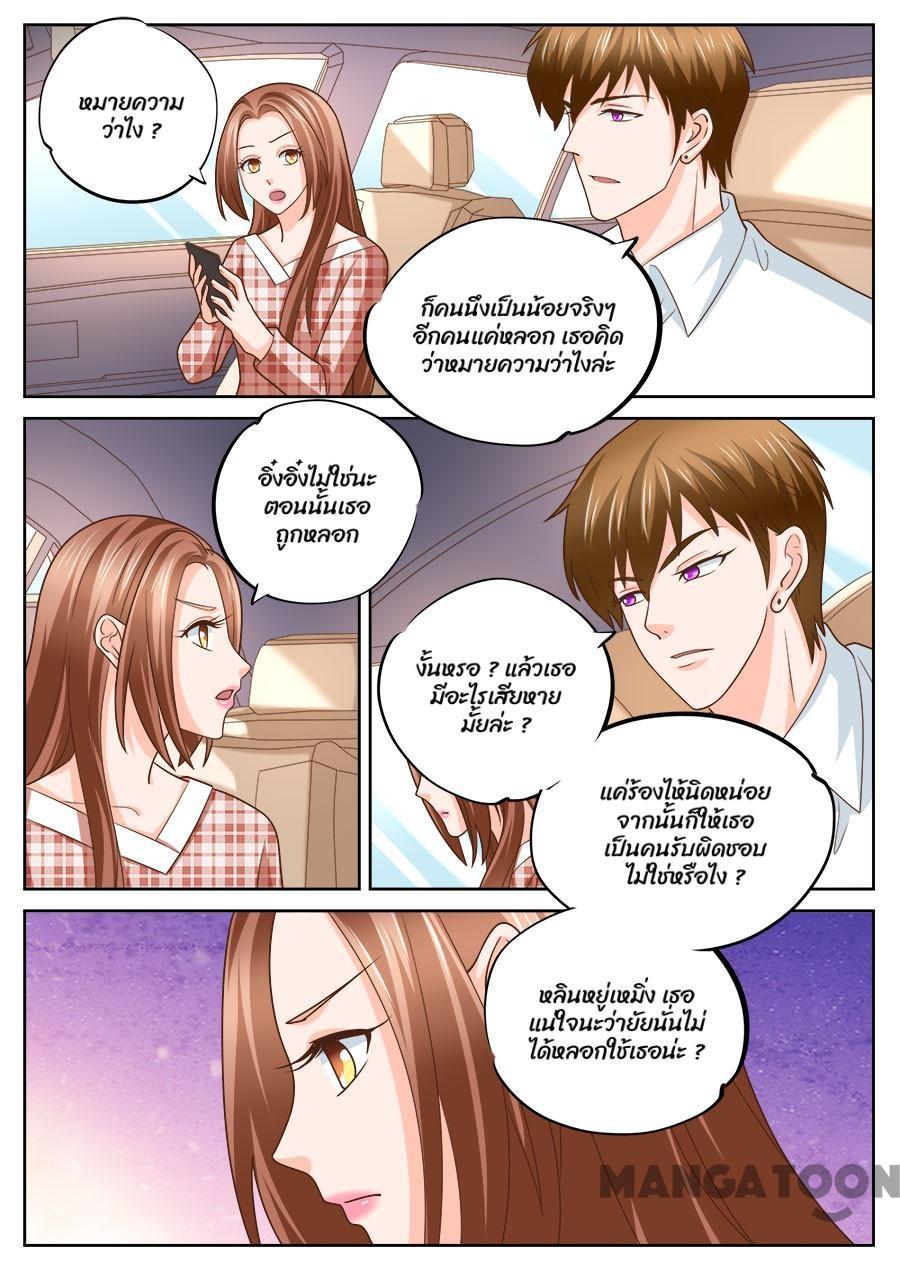 หมายความ
ว่าไง ?
ก็คนนึงเป็นน้อยจริงๆ
อีกคนแค่หลอก เธอคิด
ว่าหมายความว่าไงล่ะ
อิ๋งอิ๋งไม่ใช่นะ
ตอนนั้นเธอ
ถูกหลอก
งั้นหรอ ? แล้วเธอ
มีอะไรเสียหาย
มั้ยล่ะ ?
แค่ร้องไห้นิดหน่อย
จากนั้นก็ให้เธอ
เป็นคนรับผิดชอบ
ไม่ใช่หรือไง ?
หลินหยู่เหมิ่ง เธอ
แน่ใจนะว่ายัยนั่นไม่
ได้หลอกใช้เธอน่ะ ?
MANGATOON